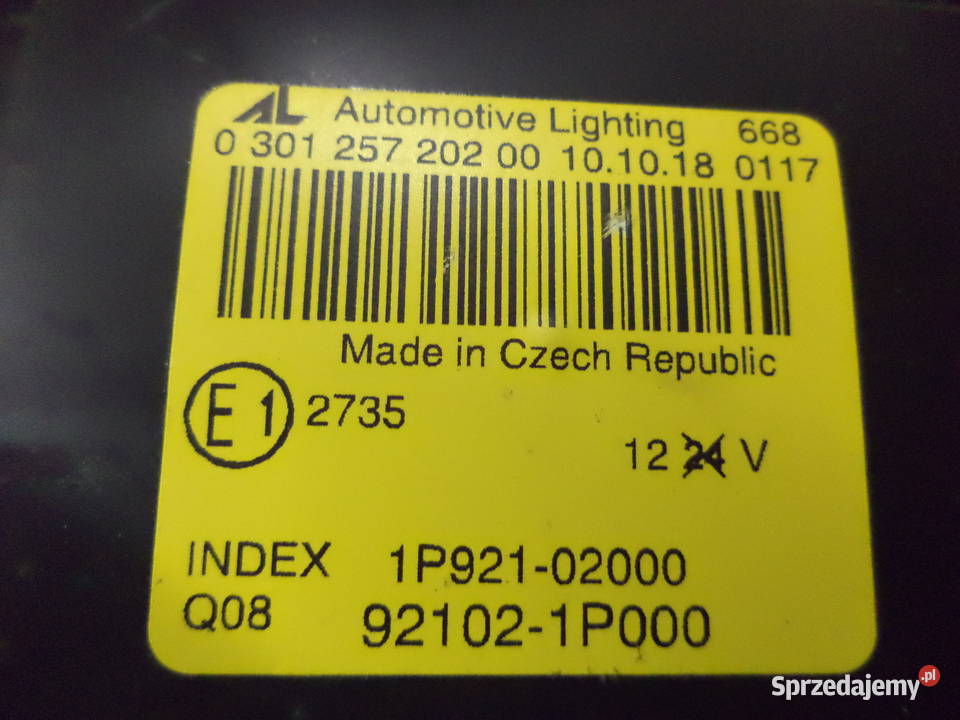 AL Automotive Lighting 668
0 301 257 202 00 10.10.18 0117
Made in Czech Republic
E1 2735
12 24 V
INDEX 1P921-02000
Q08 92102-1P000
Sprzedajemy.pl